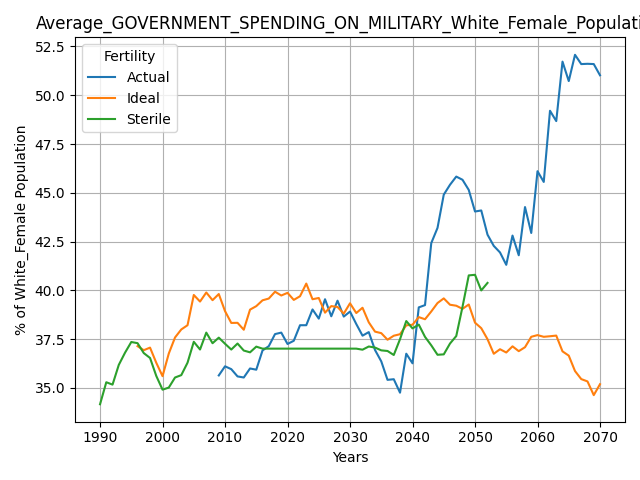 Average_GOVERNMENT_SPENDING_ON_MILITARY_White_Female_Populati
Fertility
Actual
Ideal
Sterile
% of White_Female Population
52.5
50.0
47.5
45.0
42.5
40.0
37.5
35.0
1990 2000 2010 2020 2030 2040 2050 2060 2070
Years